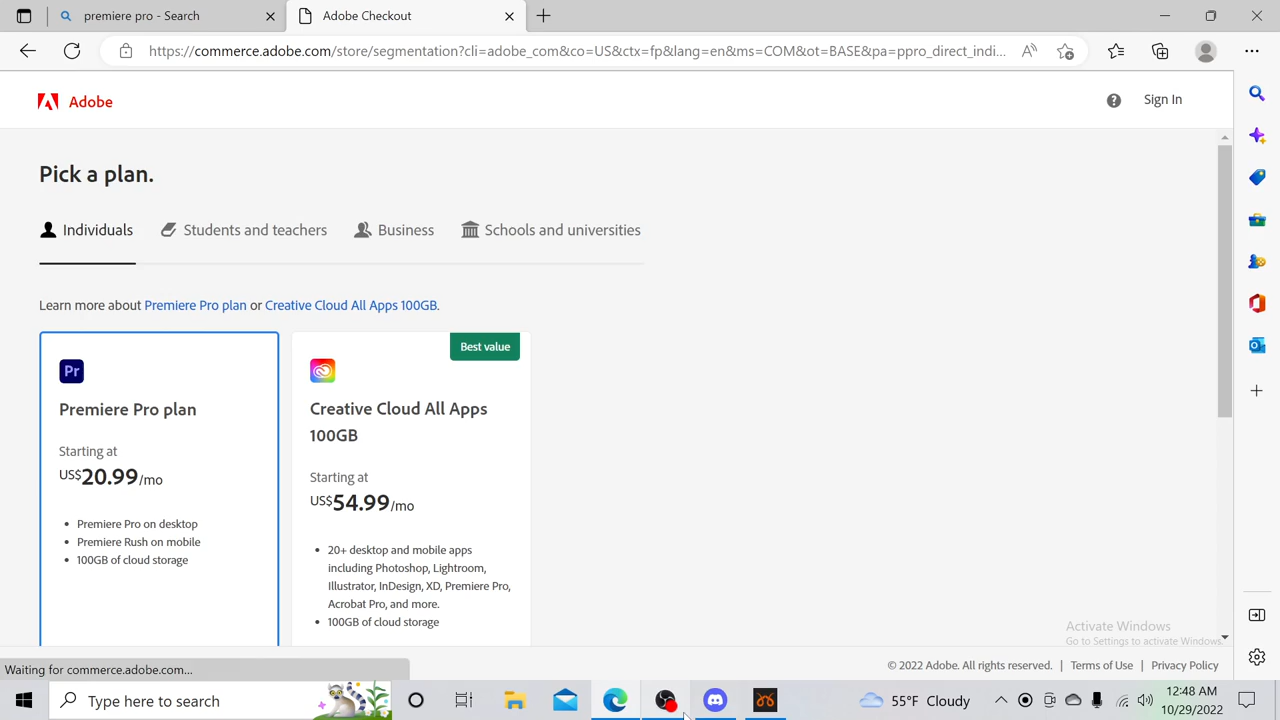 premiere pro - Search
Adobe Checkout
https://commerce.adobe.com/store/segmentation?cli=adobe_com&co=US&ctx=fp&lang=en&ms=COM&ot=BASE&pa=ppro_direct_indi...
Adobe
Sign In
Pick a plan.
Individuals
Students and teachers
Business
Schools and universities
Learn more about Premiere Pro plan or Creative Cloud All Apps 100GB.
Best value
Pr
Premiere Pro plan
Starting at
US$20.99/mo
• Premiere Pro on desktop
• Premiere Rush on mobile
• 100GB of cloud storage
Creative Cloud All Apps
100GB
Starting at
US$54.99/mo
• 20+ desktop and mobile apps
including Photoshop, Lightroom,
Illustrator, InDesign, XD, Premiere Pro,
Acrobat Pro, and more.
• 100GB of cloud storage
Activate Windows
Go to Settings to activate Windows.
© 2022 Adobe. All rights reserved. | Terms of Use | Privacy Policy
Waiting for commerce.adobe.com...
Type here to search
55°F Cloudy
12:48 AM
10/29/2022